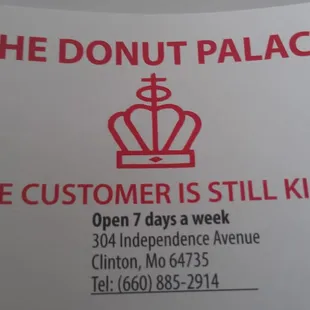 HE DONUT PALAC
E CUSTOMER IS STILL KI
Open 7 days a week
304 Independence Avenue
Clinton, Mo 64735
Tel: (660) 885-2914